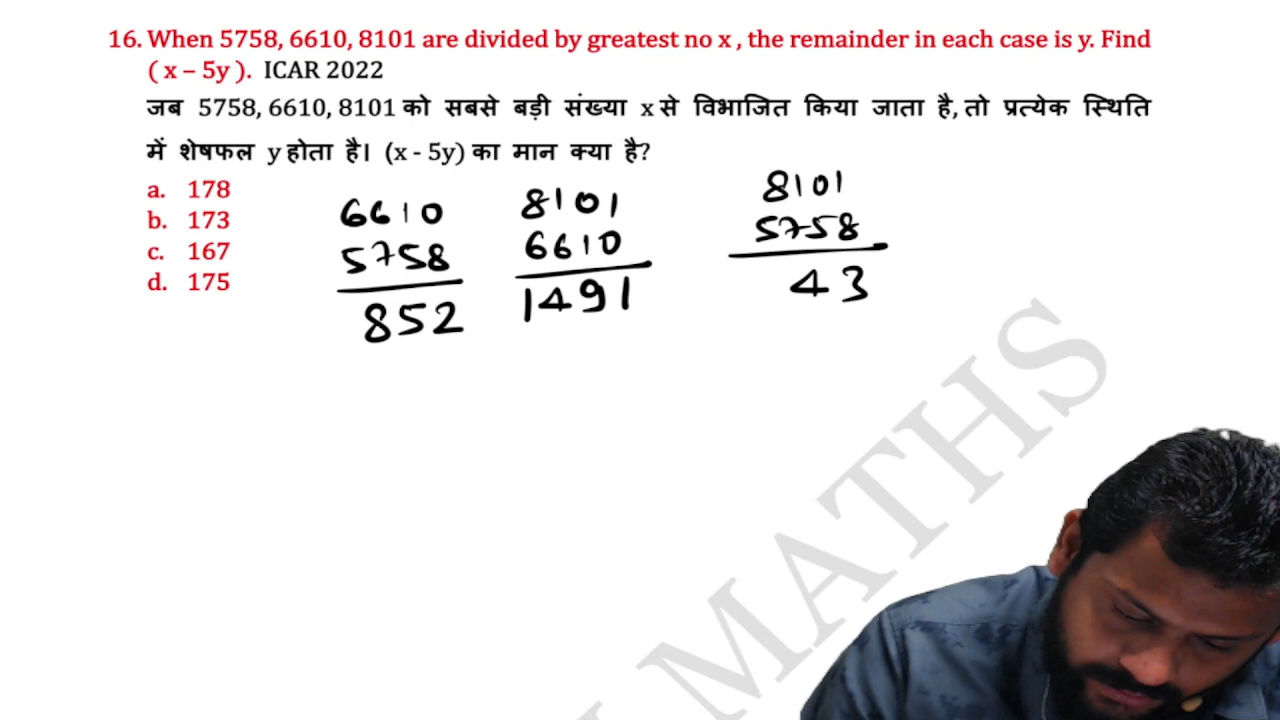 16. When 5758, 6610, 8101 are divided by greatest no x , the remainder in each case is y. Find
( x – 5y ). ICAR 2022
जब 5758, 6610, 8101 को सबसे बड़ी संख्या x से विभाजित किया जाता है, तो प्रत्येक स्थिति
में शेषफल y होता है। (x - 5y) का मान क्या है?
a. 178
b. 173
c. 167
d. 175
6610
5758
852
8101
6610
1491
8101
5758
43
MATHS